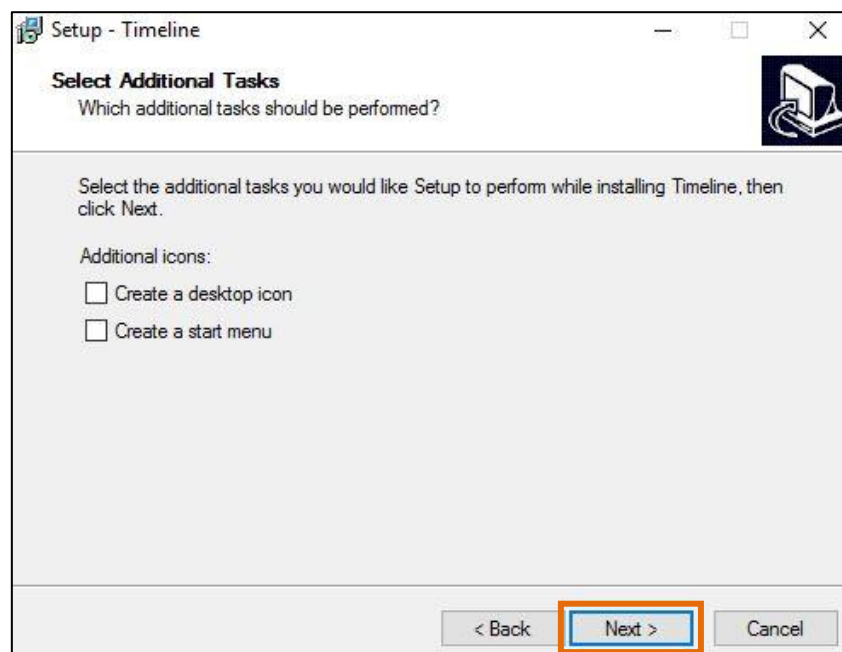 Setup - Timeline
Select Additional Tasks
Which additional tasks should be performed?
Select the additional tasks you would like Setup to perform while installing Timeline, then
click Next.
Additional icons:
Create a desktop icon
Create a start menu
< Back Next > Cancel